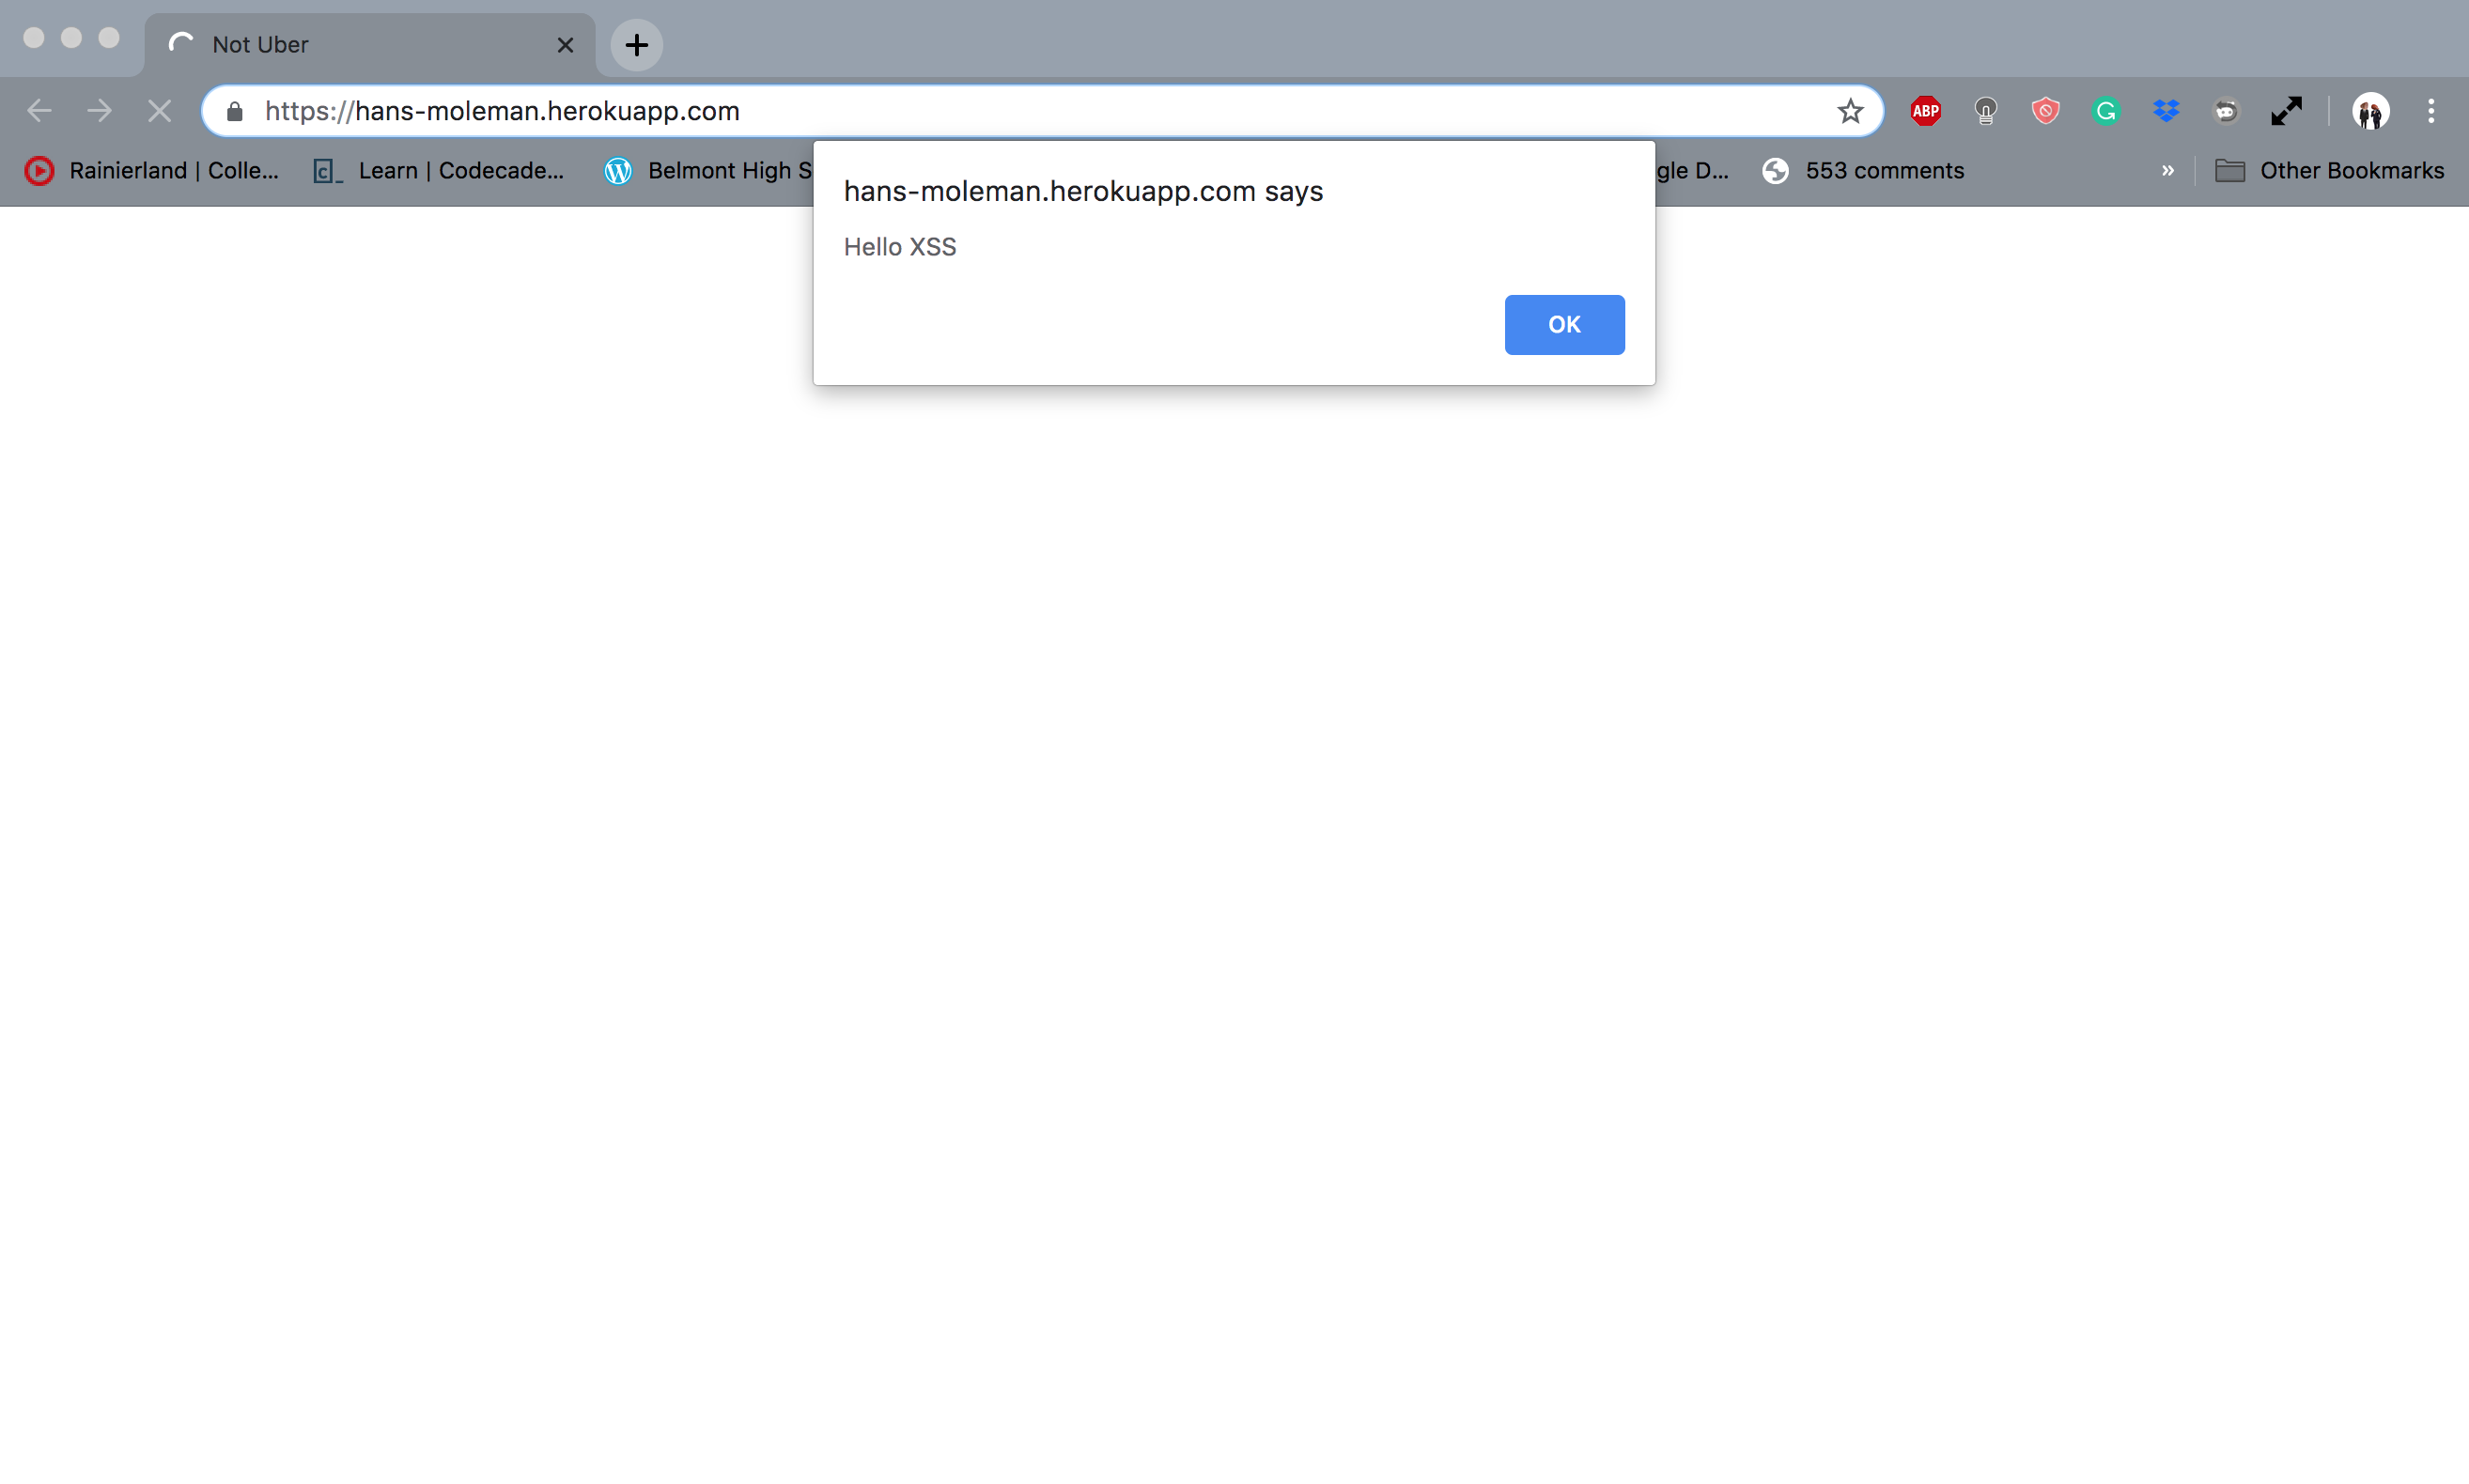 Not Uber
https://hans-moleman.herokuapp.com
ABP
Rainierland | Colle... Learn | Codecade... Belmont High S gle D... 553 comments » Other Bookmarks
hans-moleman.herokuapp.com says
Hello XSS
OK